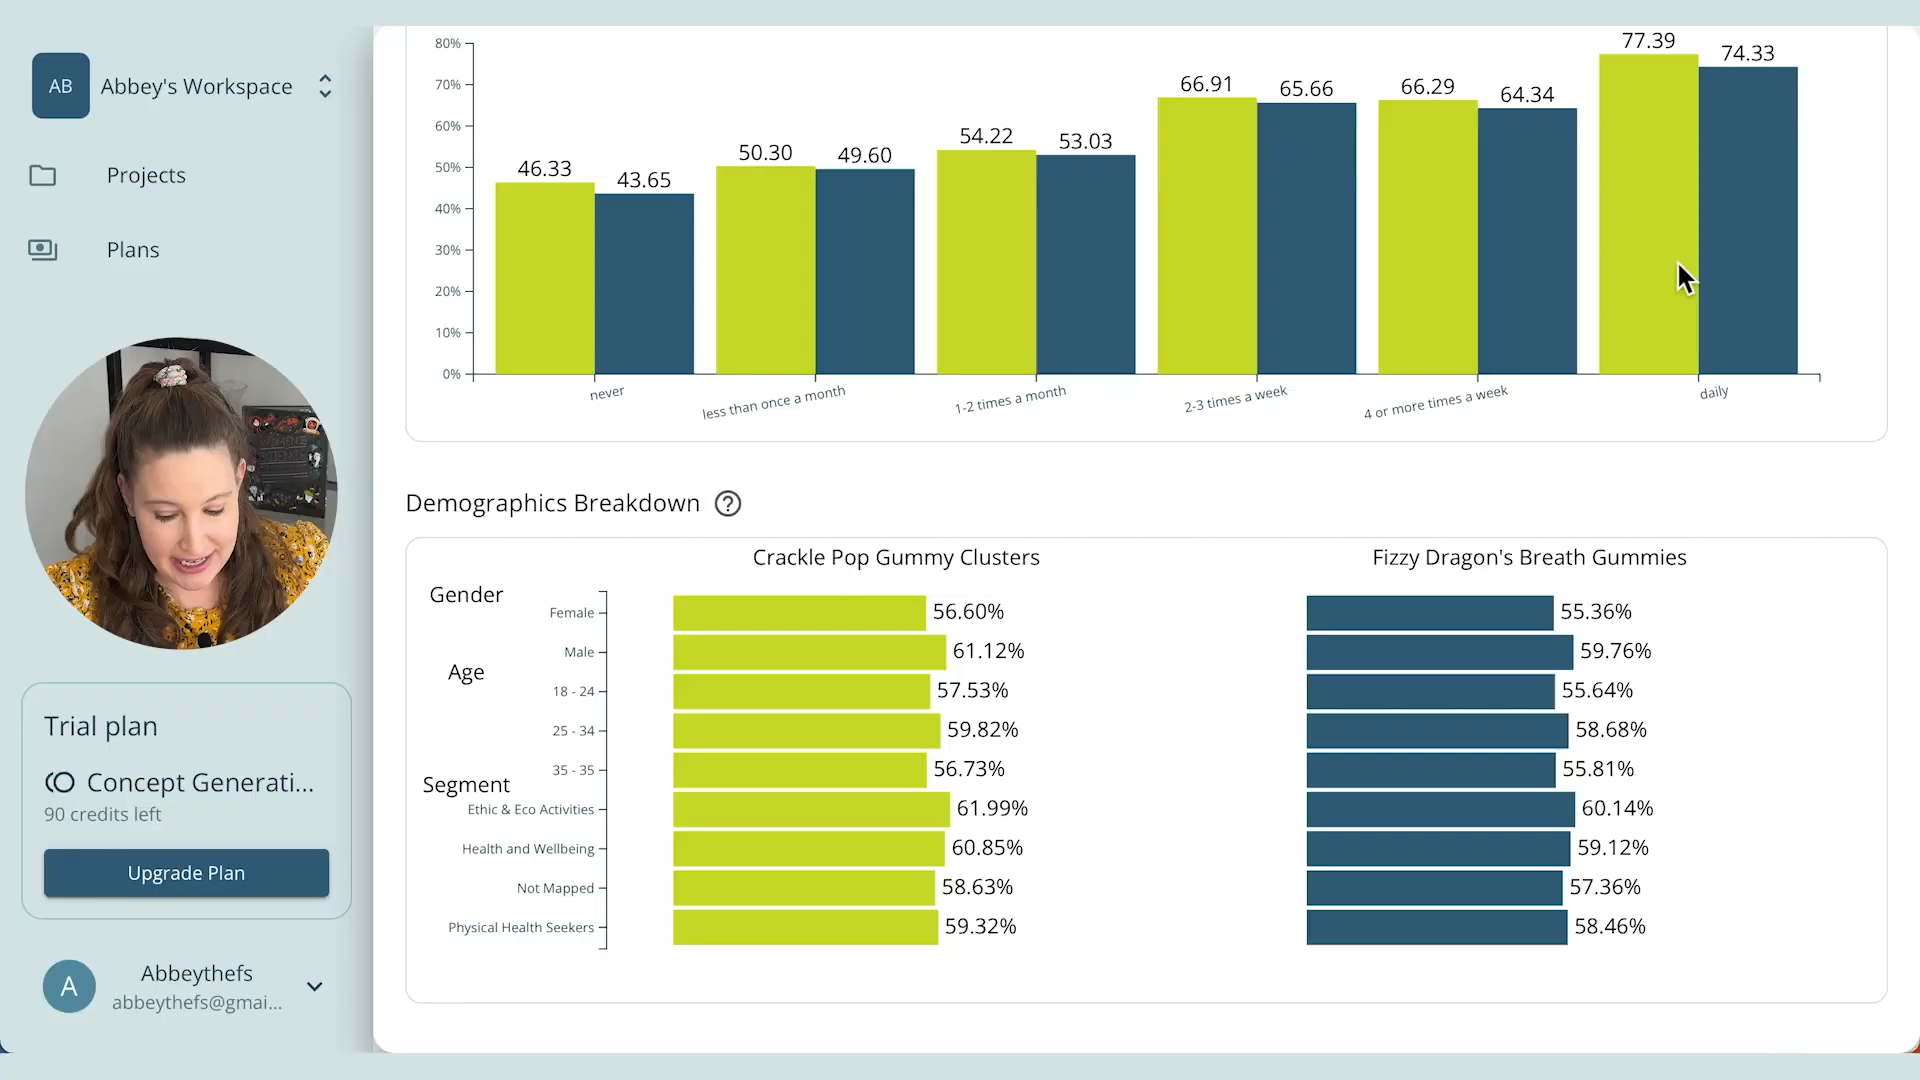 AB
Abbey's Workspace
Projects
Plans
Trial plan
Concept Generati...
90 credits left
Upgrade Plan
A
Abbeythefs
abbeythefs@gmai...
80%
70%
60%
50%
40%
30%
20%
10%
0%
46.33
43.65
50.30
49.60
54.22
53.03
66.91
65.66
66.29
64.34
77.39
74.33
never
less than once a month
1-2 times a month
2-3 times a week
4 or more times a week
daily
Demographics Breakdown ?
Crackle Pop Gummy Clusters
Fizzy Dragon's Breath Gummies
Gender
Female 56.60% 55.36%
Male 61.12% 59.76%
Age
18 - 24 57.53% 55.64%
25 - 34 59.82% 58.68%
35 - 35 56.73% 55.81%
Segment
Ethic & Eco Activities 61.99% 60.14%
Health and Wellbeing 60.85% 59.12%
Not Mapped 58.63% 57.36%
Physical Health Seekers 59.32% 58.46%